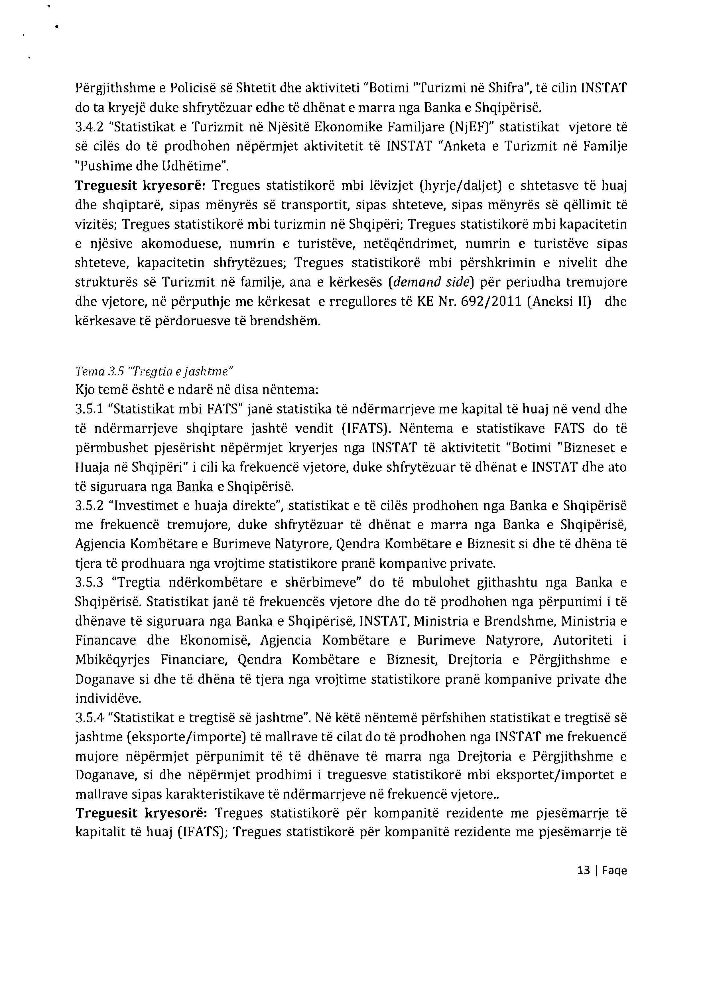 Përgjithshme e Policisë së Shtetit dhe aktiviteti “Botimi "Turizmi në Shifra", të cilin INSTAT
do ta kryejë duke shfrytëzuar edhe të dhënat e marra nga Banka e Shqipërisë.
3.4.2 “Statistikat e Turizmit në Njësitë Ekonomike Familjare (NjEF)” statistikat vjetore të
së cilës do të prodhohen nëpërmjet aktivitetit të INSTAT “Anketa e Turizmit në Familje
"Pushime dhe Udhëtime”.
Treguesit kryesorë: Tregues statistikorë mbi lëvizjet (hyrje/daljet) e shtetasve të huaj
dhe shqiptarë, sipas mënyrës së transportit, sipas shteteve, sipas mënyrës së qëllimit të
vizitës; Tregues statistikorë mbi turizmin në Shqipëri; Tregues statistikorë mbi kapacitetin
e njësive akomoduese, numrin e turistëve, netëqëndrimet, numrin e turistëve sipas
shteteve, kapacitetin shfrytëzues; Tregues statistikorë mbi përshkrimin e nivelit dhe
strukturës së Turizmit në familje, ana e kërkesës (demand side) për periudha tremujore
dhe vjetore, në përputhje me kërkesat e rregullores të KE Nr. 692/2011 (Aneksi II) dhe
kërkesave të përdoruesve të brendshëm.
Tema 3.5 “Tregtia e Jashtme”
Kjo temë është e ndarë në disa nëntema:
3.5.1 “Statistikat mbi FATS” janë statistika të ndërmarrjeve me kapital të huaj në vend dhe
të ndërmarrjeve shqiptare jashtë vendit (IFATS). Nëntema e statistikave FATS do të
përmbushet pjesërisht nëpërmjet kryerjes nga INSTAT të aktivitetit “Botimi "Bizneset e
Huaja në Shqipëri" i cili ka frekuencë vjetore, duke shfrytëzuar të dhënat e INSTAT dhe ato
të siguruara nga Banka e Shqipërisë.
3.5.2 “Investimet e huaja direkte”, statistikat e të cilës prodhohen nga Banka e Shqipërisë
me frekuencë tremujore, duke shfrytëzuar të dhënat e marra nga Banka e Shqipërisë,
Agjencia Kombëtare e Burimeve Natyrore, Qendra Kombëtare e Biznesit si dhe të dhëna të
tjera të prodhuara nga vrojtime statistikore pranë kompanive private.
3.5.3 “Tregtia ndërkombëtare e shërbimeve” do të mbulohet gjithashtu nga Banka e
Shqipërisë. Statistikat janë të frekuencës vjetore dhe do të prodhohen nga përpunimi i të
dhënave të siguruara nga Banka e Shqipërisë, INSTAT, Ministria e Brendshme, Ministria e
Financave dhe Ekonomisë, Agjencia Kombëtare e Burimeve Natyrore, Autoriteti i
Mbikëqyrjes Financiare, Qendra Kombëtare e Biznesit, Drejtoria e Përgjithshme e
Doganave si dhe të dhëna të tjera nga vrojtime statistikore pranë kompanive private dhe
individëve.
3.5.4 “Statistikat e tregtisë së jashtme”. Në këtë nëntemë përfshihen statistikat e tregtisë së
jashtme (eksporte/importe) të mallrave të cilat do të prodhohen nga INSTAT me frekuencë
mujore nëpërmjet përpunimit të të dhënave të marra nga Drejtoria e Përgjithshme e
Doganave, si dhe nëpërmjet prodhimi i treguesve statistikorë mbi eksportet/importet e
mallrave sipas karakteristikave të ndërmarrjeve në frekuencë vjetore..
Treguesit kryesorë: Tregues statistikorë për kompanitë rezidente me pjesëmarrje të
kapitalit të huaj (IFATS); Tregues statistikorë për kompanitë rezidente me pjesëmarrje të
13 | Faqe